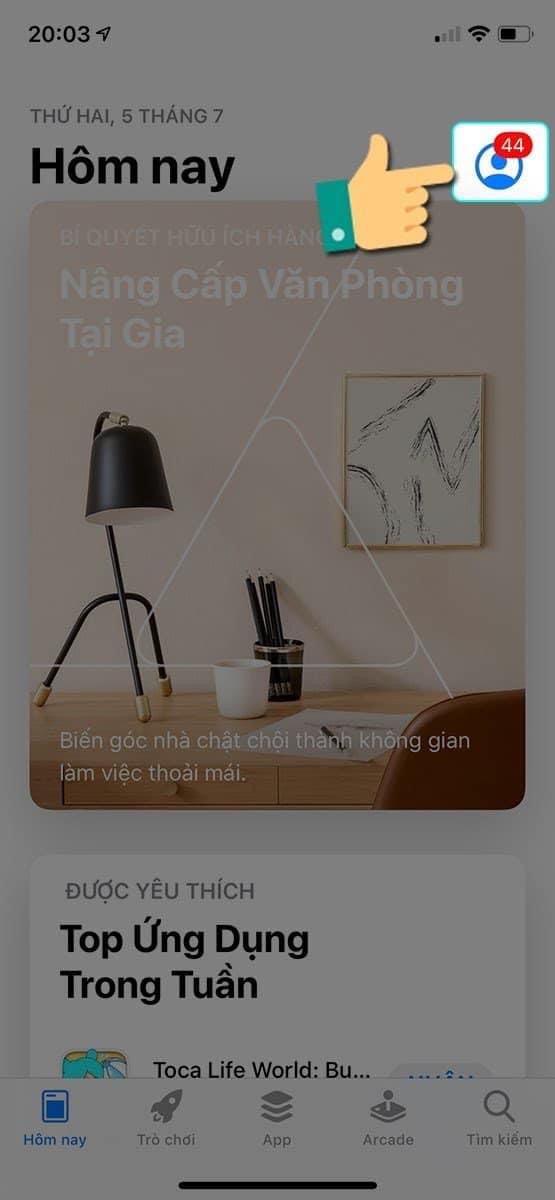 20:03
THỨ HAI, 5 THÁNG 7
Hôm nay
44
BÍ QUYẾT HỮU ÍCH HÀNG
Nâng Cấp Văn Phòng
Tại Gia
Biến góc nhà chật chội thành không gian
làm việc thoải mái.
ĐƯỢC YÊU THÍCH
Top Ứng Dụng
Trong Tuần
Toca Life World: Bu...
Hôm nay
Trò chơi
App
Arcade
Tìm kiếm